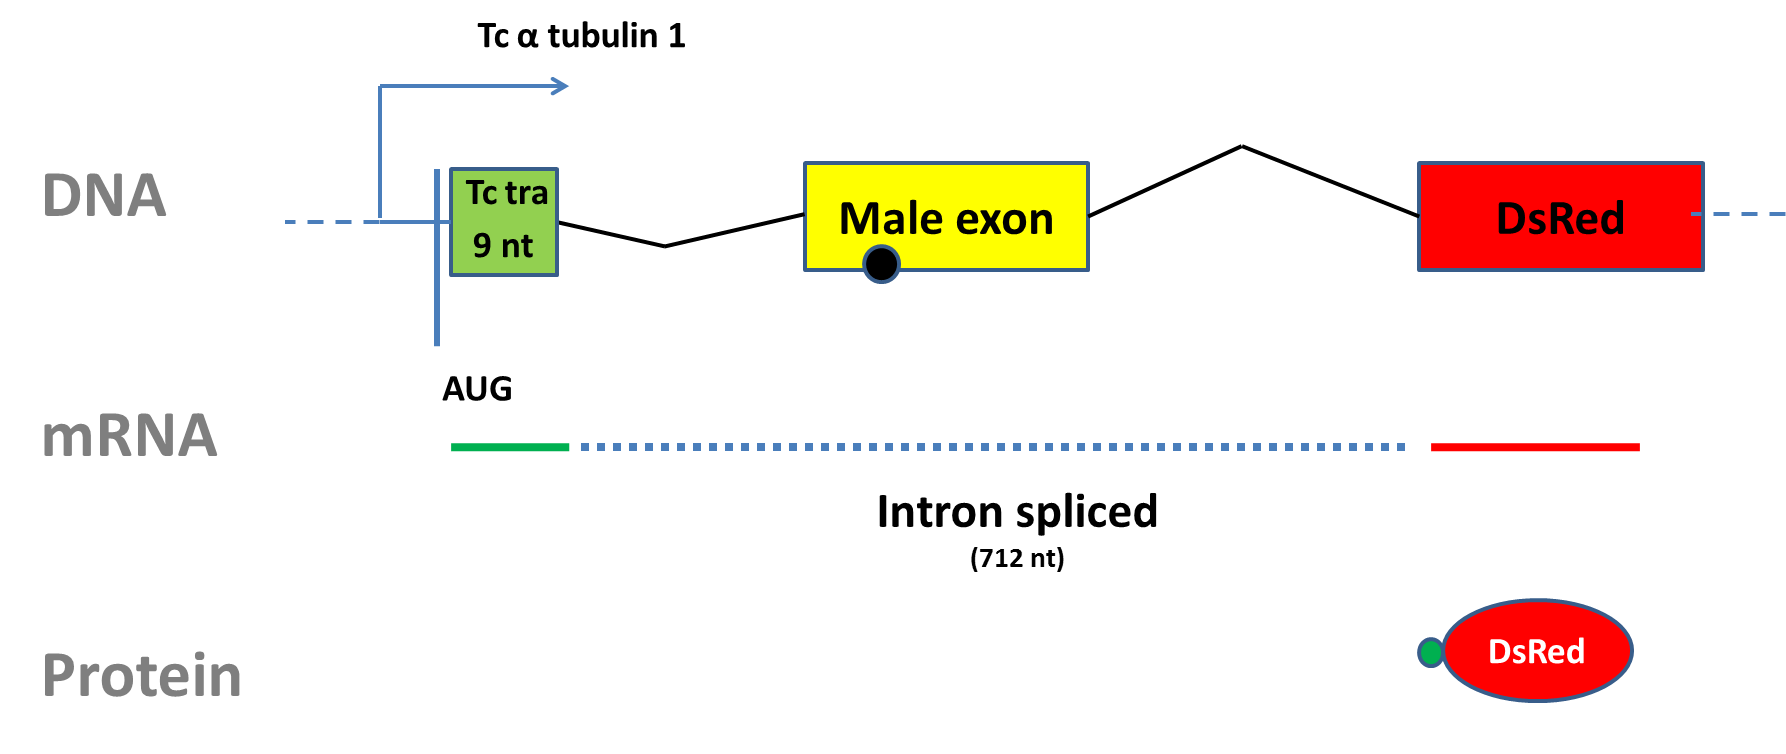 Tc α tubulin 1
DNA
Tc tra
9 nt
Male exon
DsRed
AUG
mRNA
Intron spliced
(712 nt)
Protein
DsRed